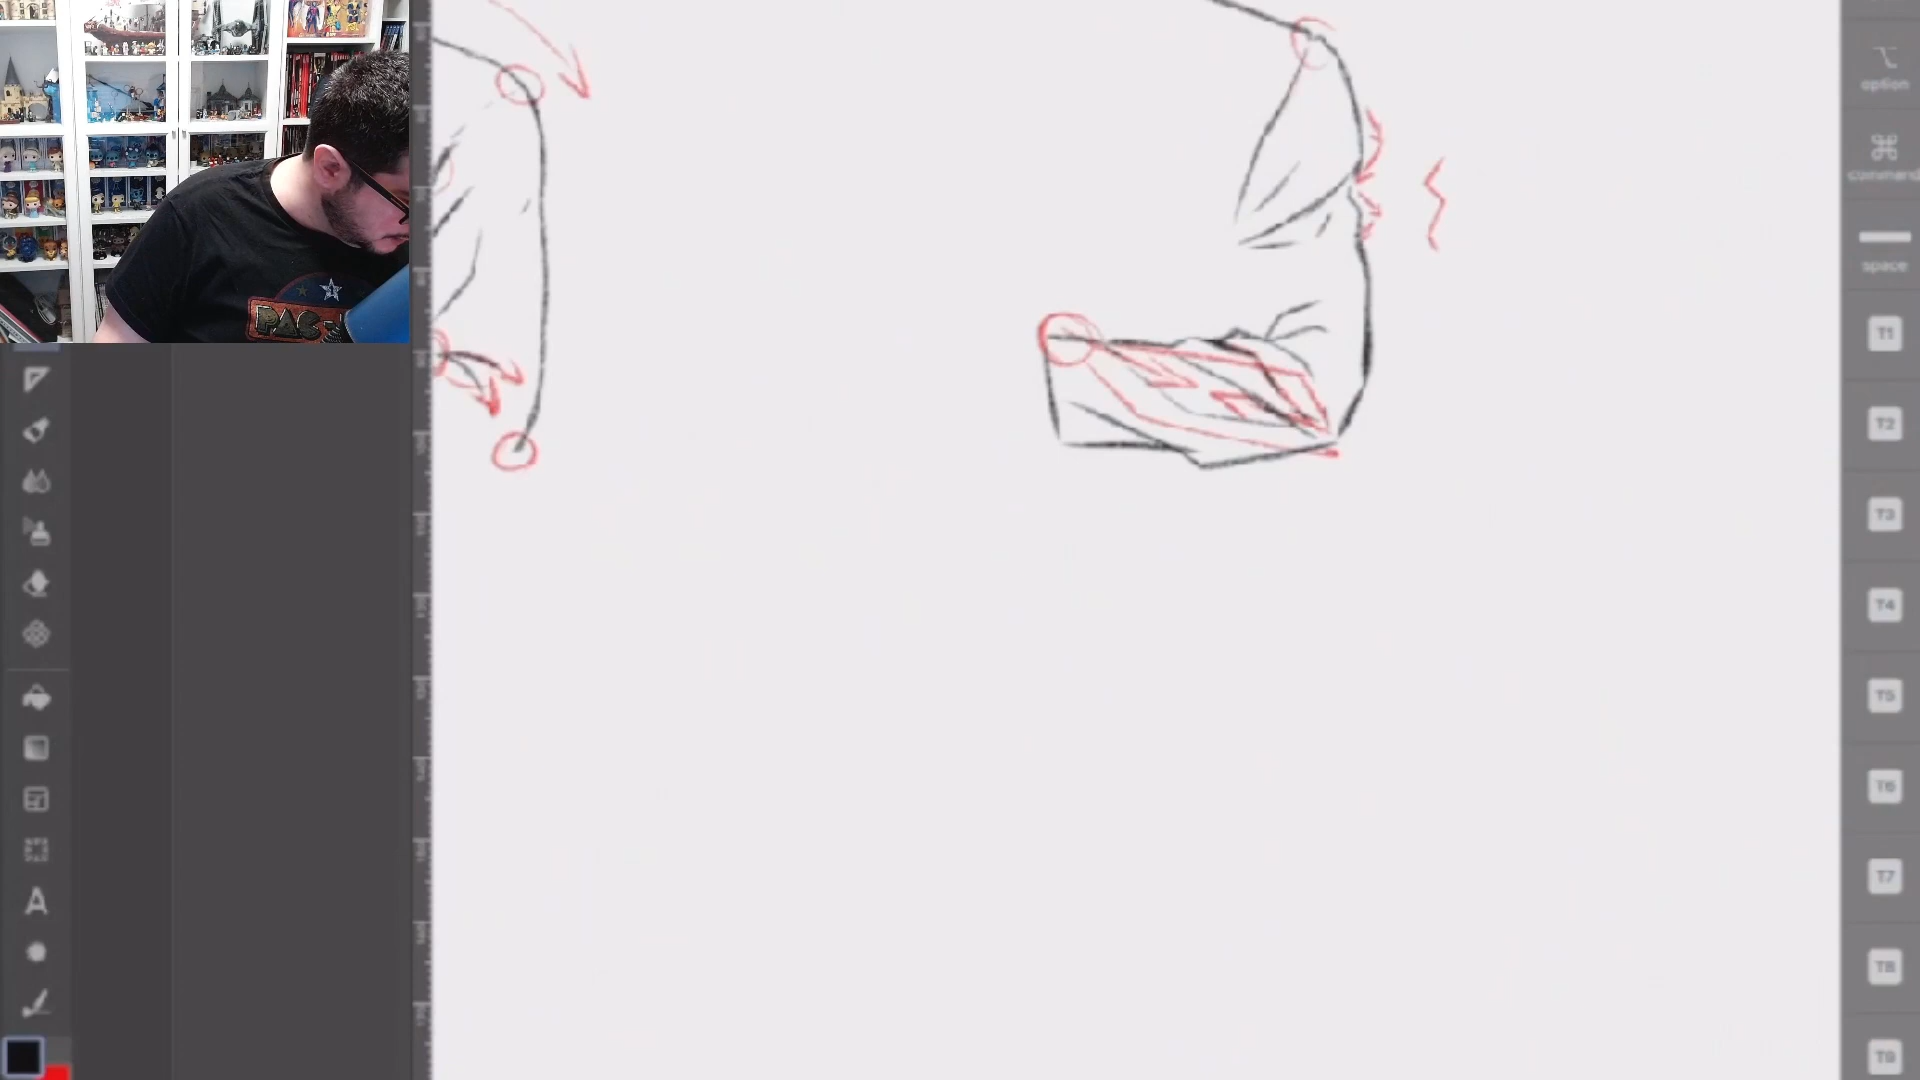 PAC
option
command
space
T1
T2
T3
T4
T5
T6
T7
T8
T9
A